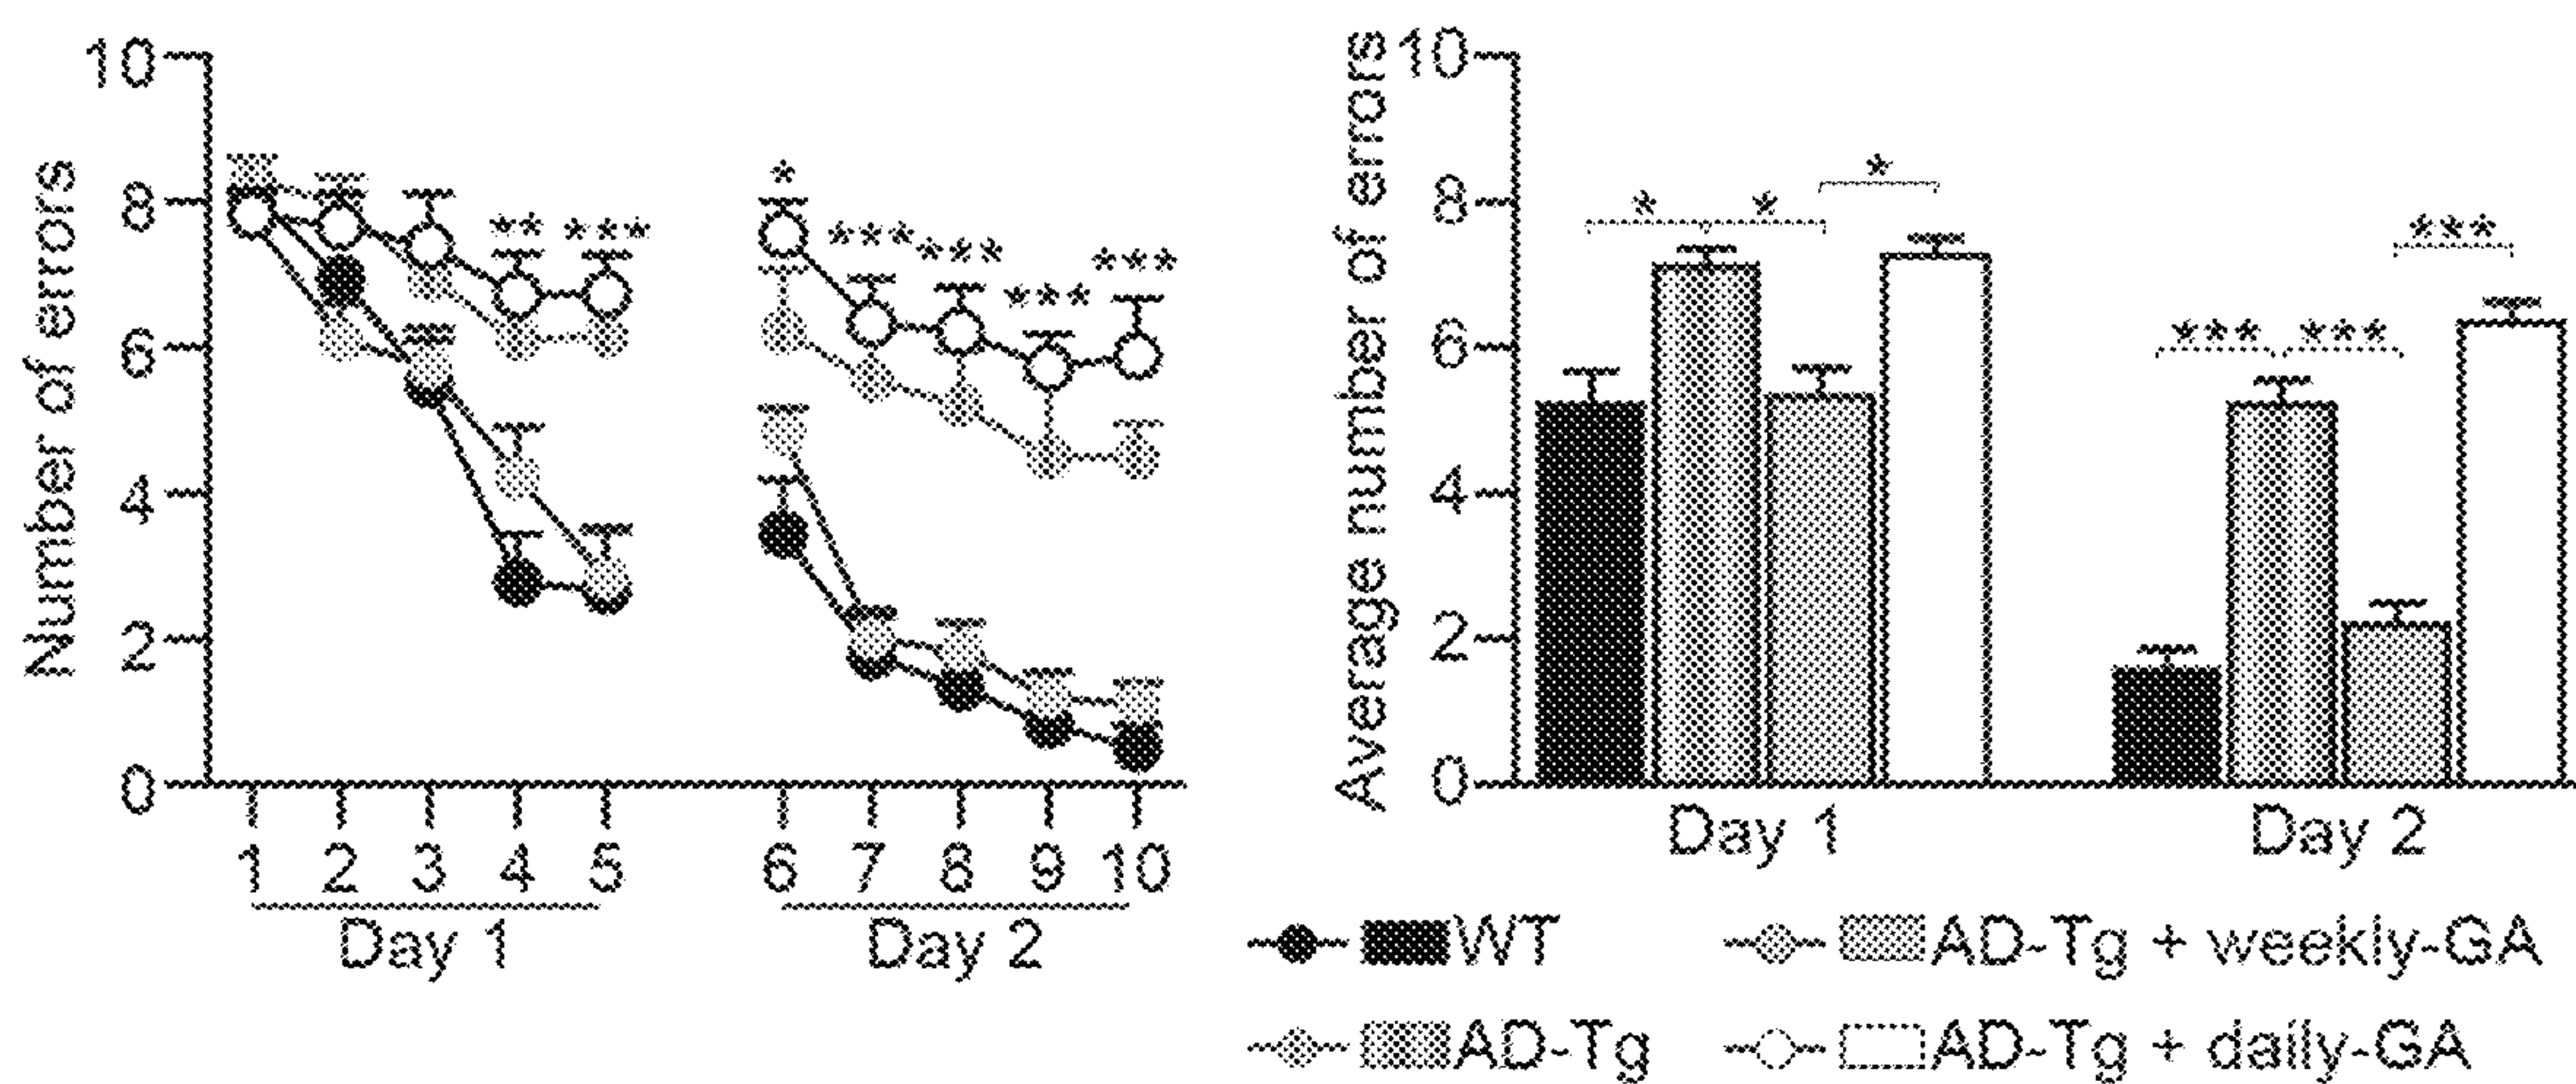 Number of errors
10
8
6
4
2
0
*
** ***
*** *** *** ***
1 2 3 4 5 6 7 8 9 10
Day 1 Day 2
Average number of errors
10
8
6
4
2
0
* * *
*** *** ***
Day 1 Day 2
WT AD-Tg + weekly-GA
AD-Tg AD-Tg + daily-GA